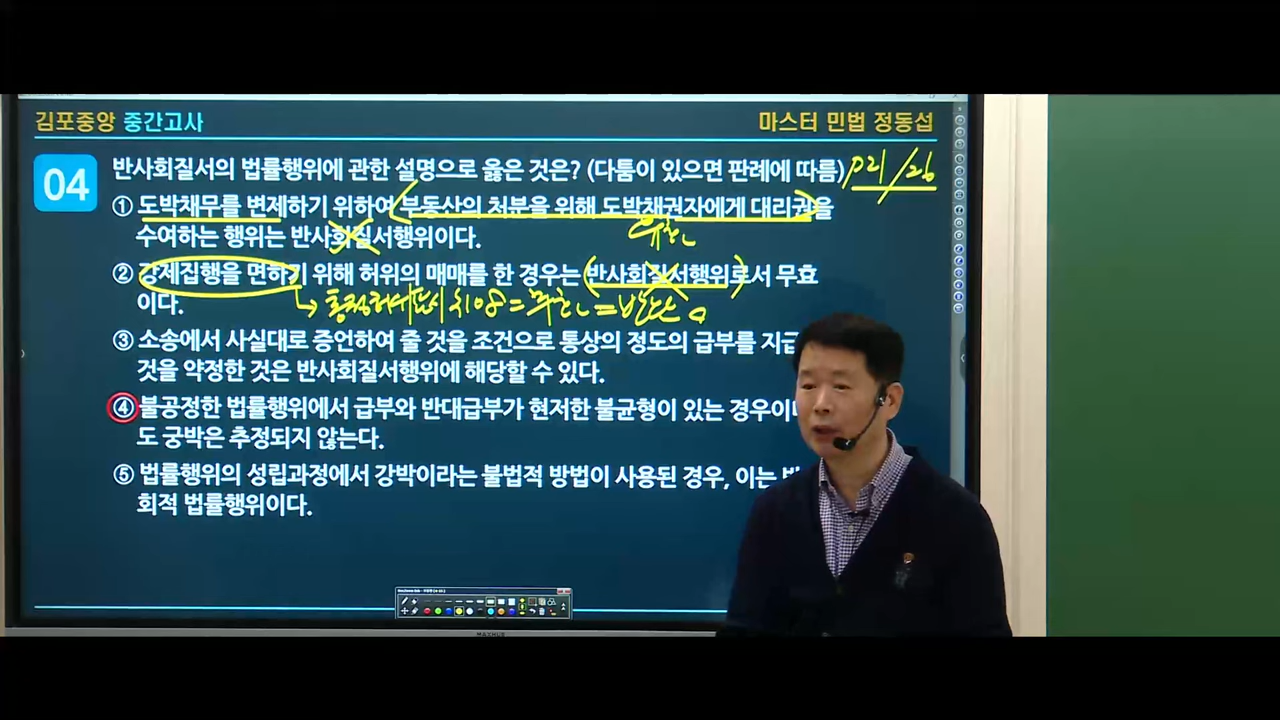 김포중앙 중간고사
마스터 민법 정동섭
04
반사회질서의 법률행위에 관한 설명으로 옳은 것은? (다툼이 있으면 판례에 따름)
P21/26
① 도박채무를 변제하기 위하여 부동산의 처분을 위해 도박채권자에게 대리권을
수여하는 행위는 반사회질서행위이다.
유효
② 강제집행을 면하기 위해 허위의 매매를 한 경우는 반사회질서행위로서 무효
이다.
③ 소송에서 사실대로 증언하여 줄 것을 조건으로 통상의 정도의 급부를 지급
것을 약정한 것은 반사회질서행위에 해당할 수 있다.
④ 불공정한 법률행위에서 급부와 반대급부가 현저한 불균형이 있는 경우이
도 궁박은 추정되지 않는다.
⑤ 법률행위의 성립과정에서 강박이라는 불법적 방법이 사용된 경우, 이는
회적 법률행위이다.